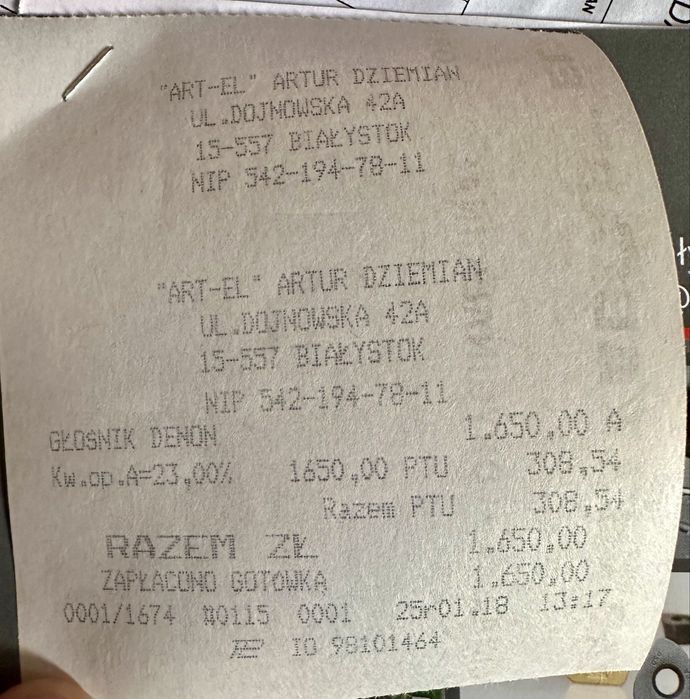 "ART-EL" ARTUR DZIEMIAN
UL.DOJNOWSKA 42A
15-557 BIAŁYSTOK
NIP 542-194-78-11
"ART-EL" ARTUR DZIEMIAN
UL.DOJNOWSKA 42A
15-557 BIAŁYSTOK
NIP 542-194-78-11
GŁOSNIK DENON 1.650,00 A
Kw.op.A=23,00% 1650,00 PTU 308,54
Razem PTU 308,54
RAZEM ZŁ 1.650,00
ZAPŁACONO GOTÓWKĄ 1.650,00
0001/1674 #0115 0001 25r01.18 13:17
IO 98101464